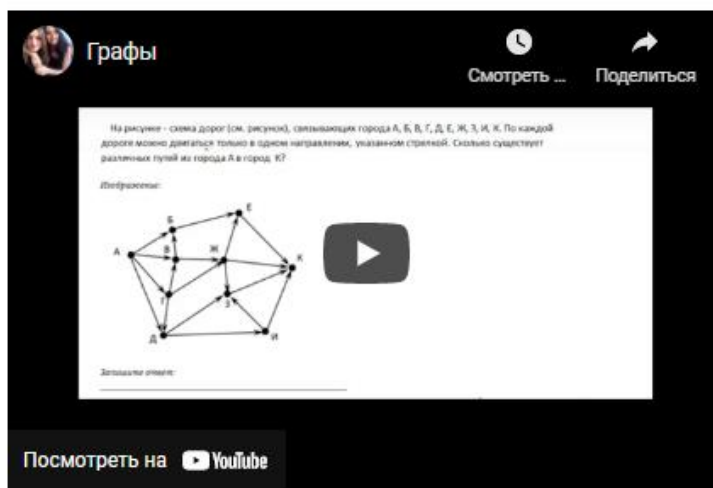 Графы
Смотреть ...
Поделиться
На рисунке - схема дорог (см. рисунок), связывающих города А, Б, В, Г, Д, Е, Ж, З, И, К. По каждой
дороге можно двигаться только в одном направлении, указанном стрелкой. Сколько существует
различных путей из города А в город К?
Изображение:
Е
Б
А
В
Ж
К
Г
З
Д
И
Запишите ответ:
Посмотреть на YouTube